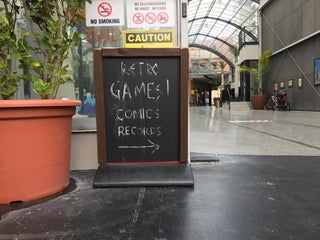 NO SMOKING
CAUTION
RETRO
GAMES!
COMICS
RECORDS